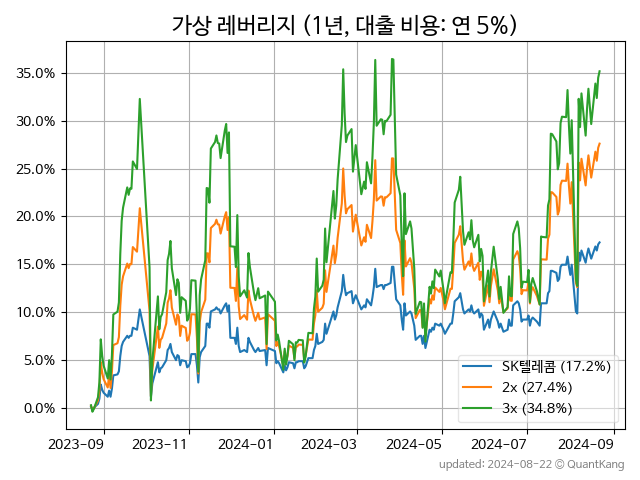 가상 레버리지 (1년, 대출 비용: 연 5%)
35.0%
30.0%
25.0%
20.0%
15.0%
10.0%
5.0%
0.0%
SK텔레콤 (17.2%)
2x (27.4%)
3x (34.8%)
2023-09 2023-11 2024-01 2024-03 2024-05 2024-07 2024-09
updated: 2024-08-22 © QuantKang